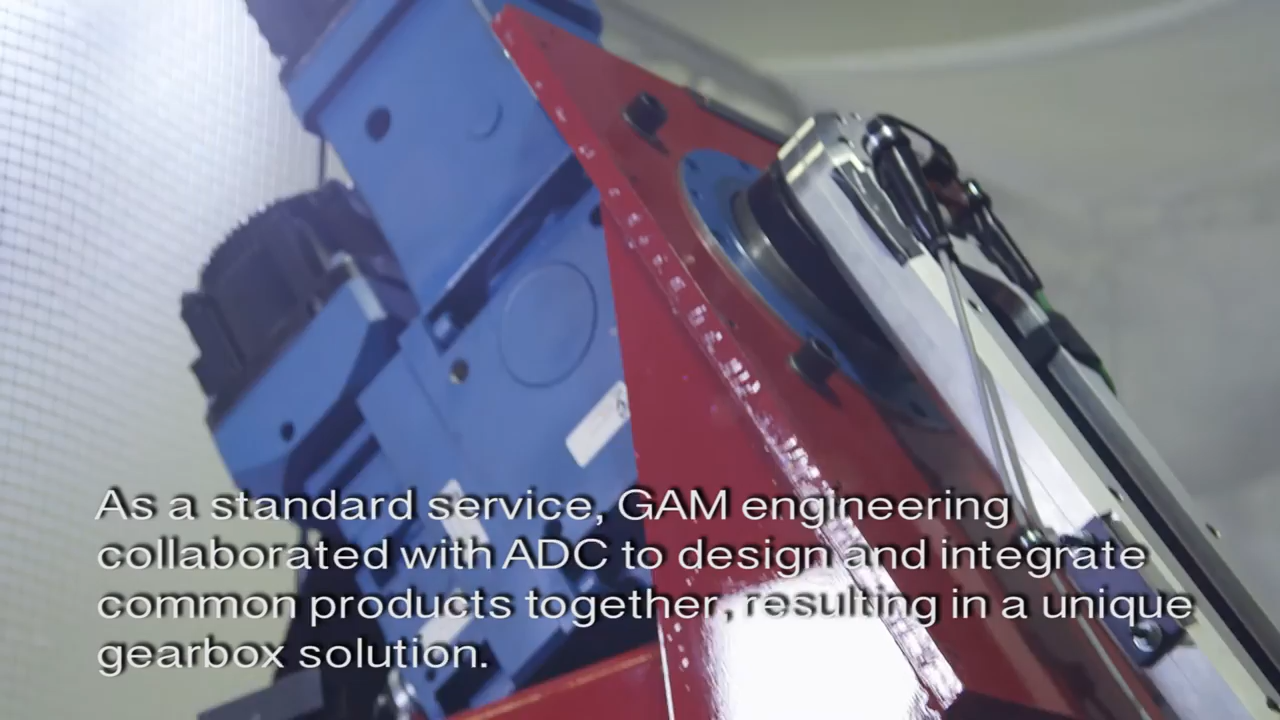 As a standard service, GAM engineering
collaborated with ADC to design and integrate
common products together, resulting in a unique
gearbox solution.